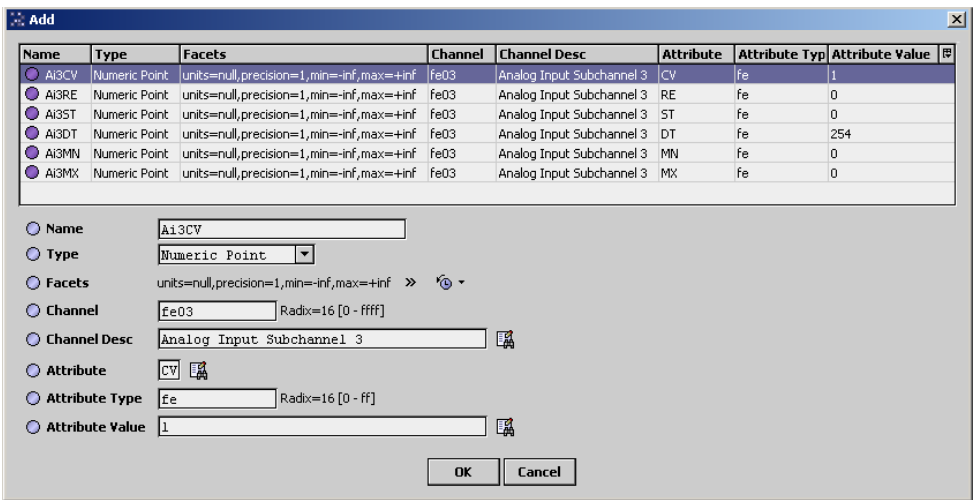 Add
Name Type Facets Channel Channel Desc Attribute Attribute Typ Attribute Value
Ai3CV Numeric Point units=null,precision=1,min=-inf,max=+inf fe03 Analog Input Subchannel 3 CV fe 1
Ai3RE Numeric Point units=null,precision=1,min=-inf,max=+inf fe03 Analog Input Subchannel 3 RE fe 0
Ai3ST Numeric Point units=null,precision=1,min=-inf,max=+inf fe03 Analog Input Subchannel 3 ST fe 0
Ai3DT Numeric Point units=null,precision=1,min=-inf,max=+inf fe03 Analog Input Subchannel 3 DT fe 254
Ai3MN Numeric Point units=null,precision=1,min=-inf,max=+inf fe03 Analog Input Subchannel 3 MN fe 0
Ai3MX Numeric Point units=null,precision=1,min=-inf,max=+inf fe03 Analog Input Subchannel 3 MX fe 0
Name Ai3CV
Type Numeric Point
Facets units=null,precision=1,min=-inf,max=+inf »
Channel fe03 Radix=16 [0 - ffff]
Channel Desc Analog Input Subchannel 3
Attribute CV
Attribute Type fe Radix=16 [0 - ff]
Attribute Value 1
OK Cancel